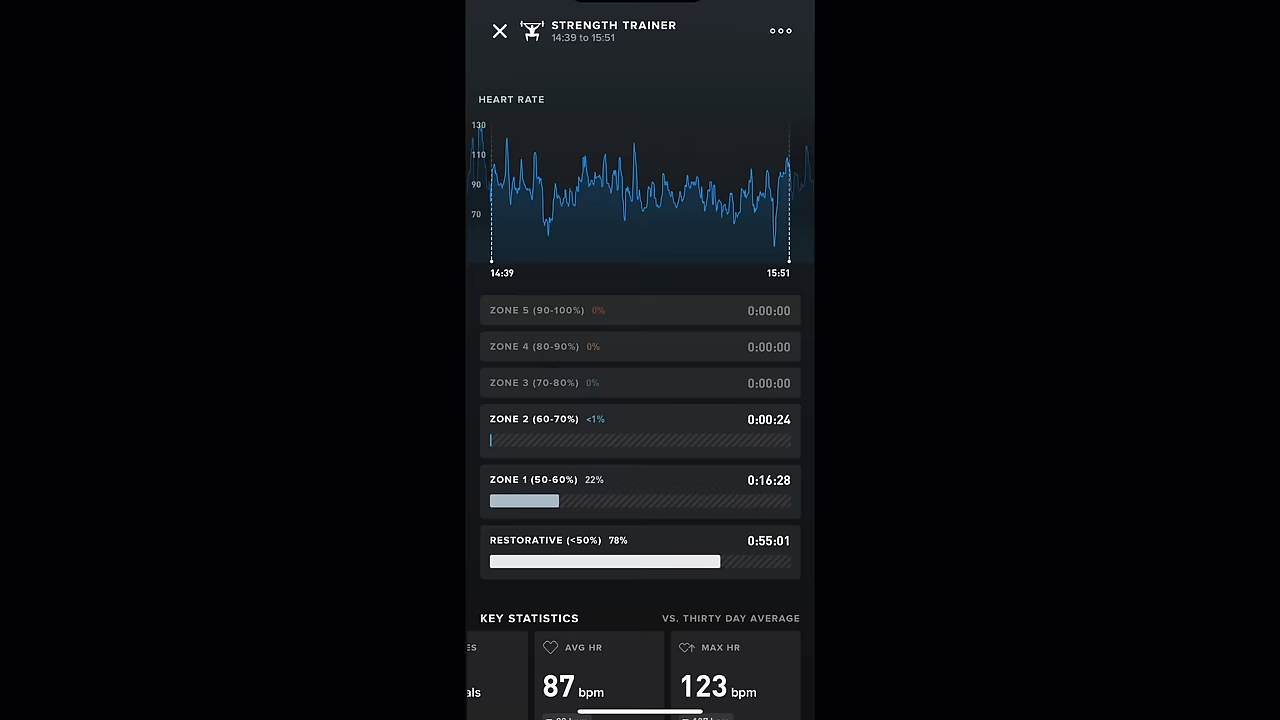 STRENGTH TRAINER
14:39 to 15:51
HEART RATE
130
110
90
70
14:39
15:51
ZONE 5 (90-100%) 0% 0:00:00
ZONE 4 (80-90%) 0% 0:00:00
ZONE 3 (70-80%) 0% 0:00:00
ZONE 2 (60-70%) <1% 0:00:24
ZONE 1 (50-60%) 22% 0:16:28
RESTORATIVE (<50%) 78% 0:55:01
KEY STATISTICS VS. THIRTY DAY AVERAGE
ES AVG HR MAX HR
als 87 bpm 123 bpm